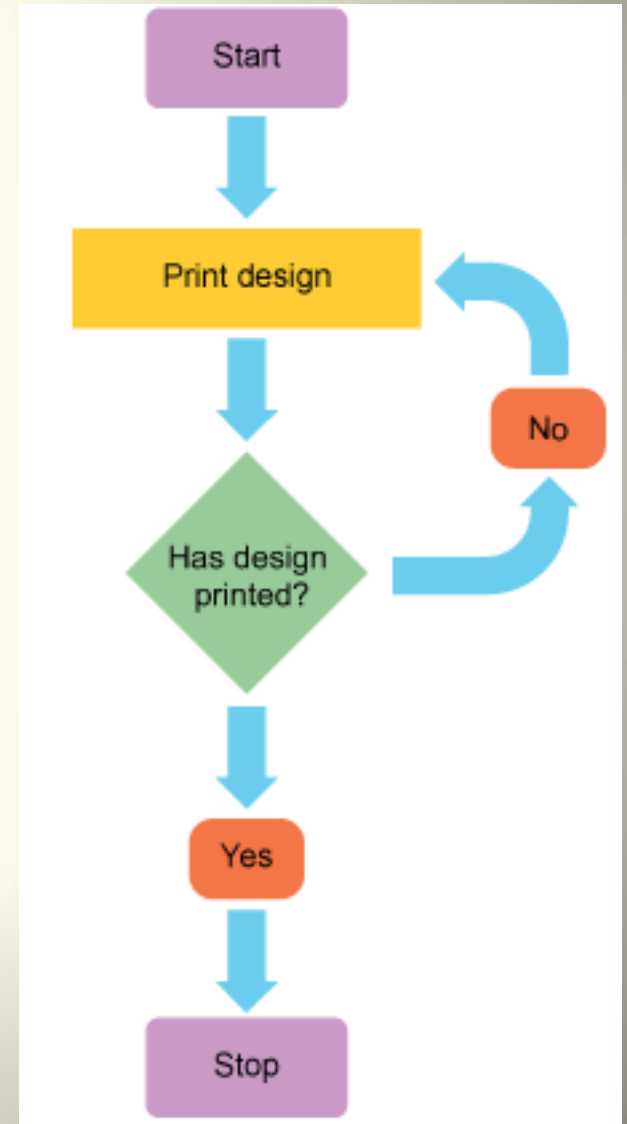 Start
Print design
No
Has design
printed?
Yes
Stop